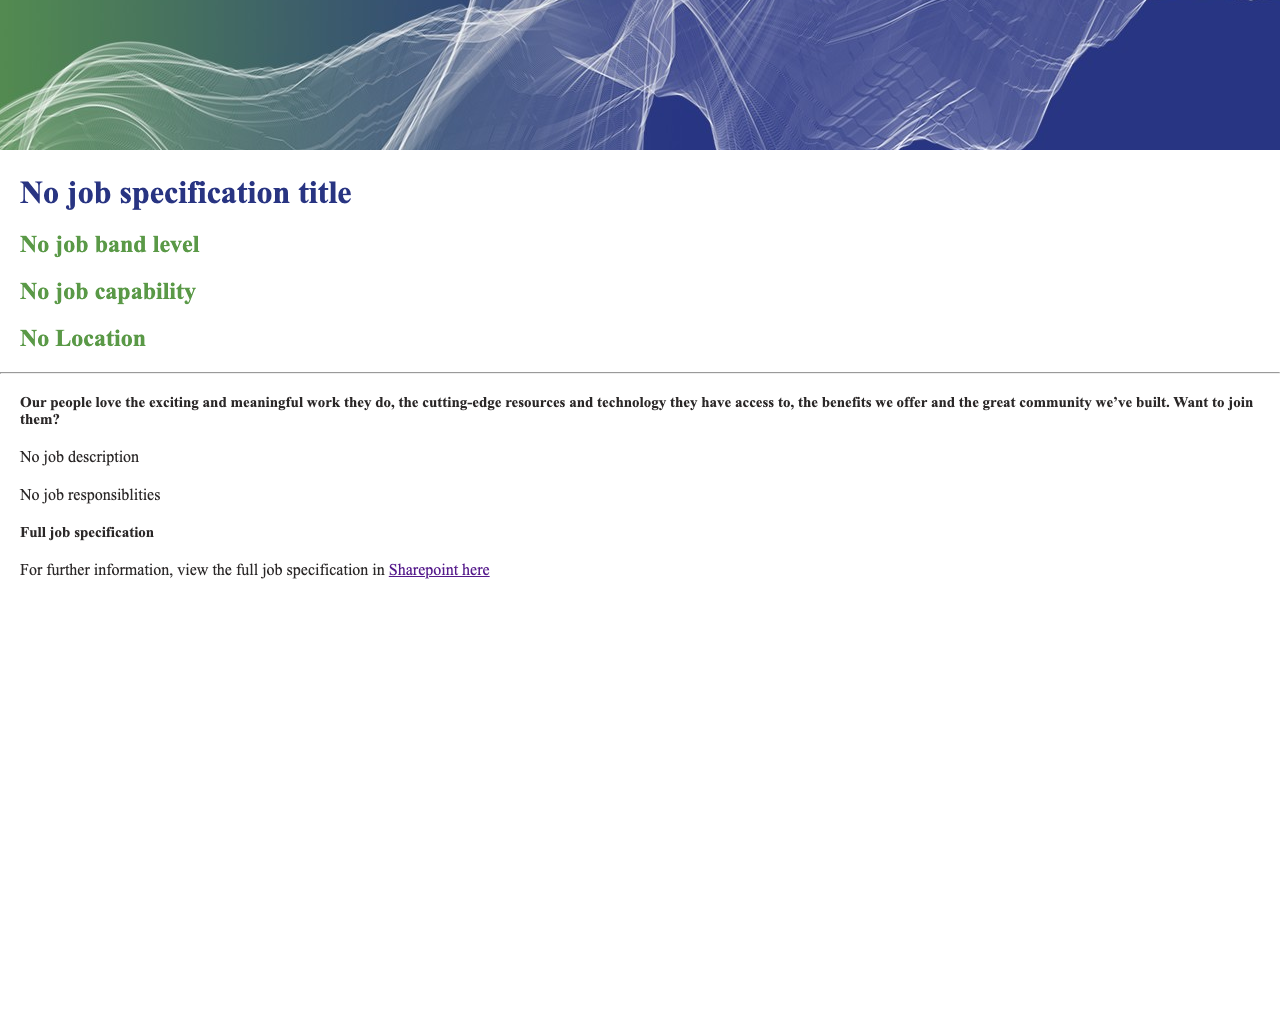 No job specification title
No job band level
No job capability
No Location
Our people love the exciting and meaningful work they do, the cutting-edge resources and technology they have access to, the benefits we offer and the great community we’ve built. Want to join
them?
No job description
No job responsiblities
Full job specification
For further information, view the full job specification in Sharepoint here